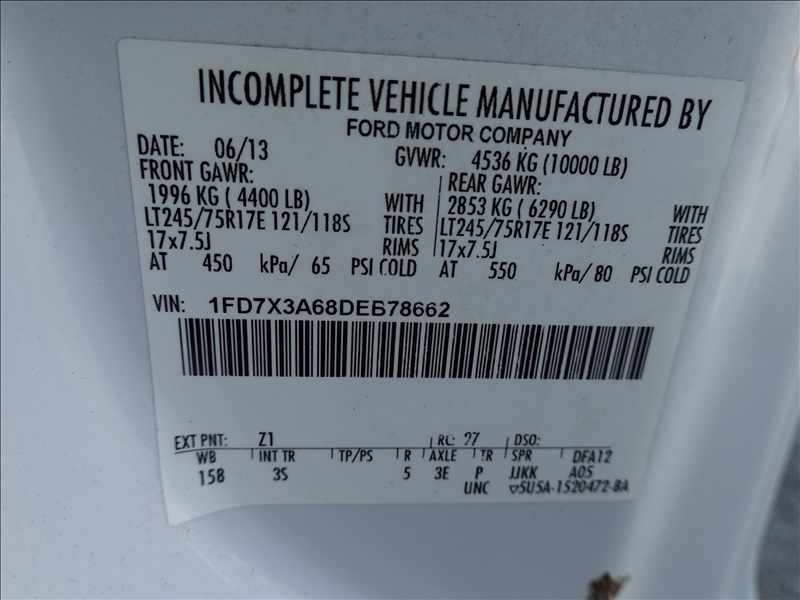 INCOMPLETE VEHICLE MANUFACTURED BY
FORD MOTOR COMPANY
DATE: 06/13 GVWR: 4536 KG (10000 LB)
FRONT GAWR: REAR GAWR:
1996 KG ( 4400 LB) WITH 2853 KG ( 6290 LB) WITH
LT245/75R17E 121/118S TIRES LT245/75R17E 121/118S TIRES
17x7.5J RIMS 17x7.5J RIMS
AT 450 kPa/ 65 PSI COLD AT 550 kPa/ 80 PSI COLD
VIN: 1FD7X3A68DEB78662
EXT PNT: Z1 RC: 27 DSO:
WB INT TR TP/PS R AXLE TR SPR DFA12
158 3S 5 3E P JJKK A05
UNC ▽5U5A-1520472-BA